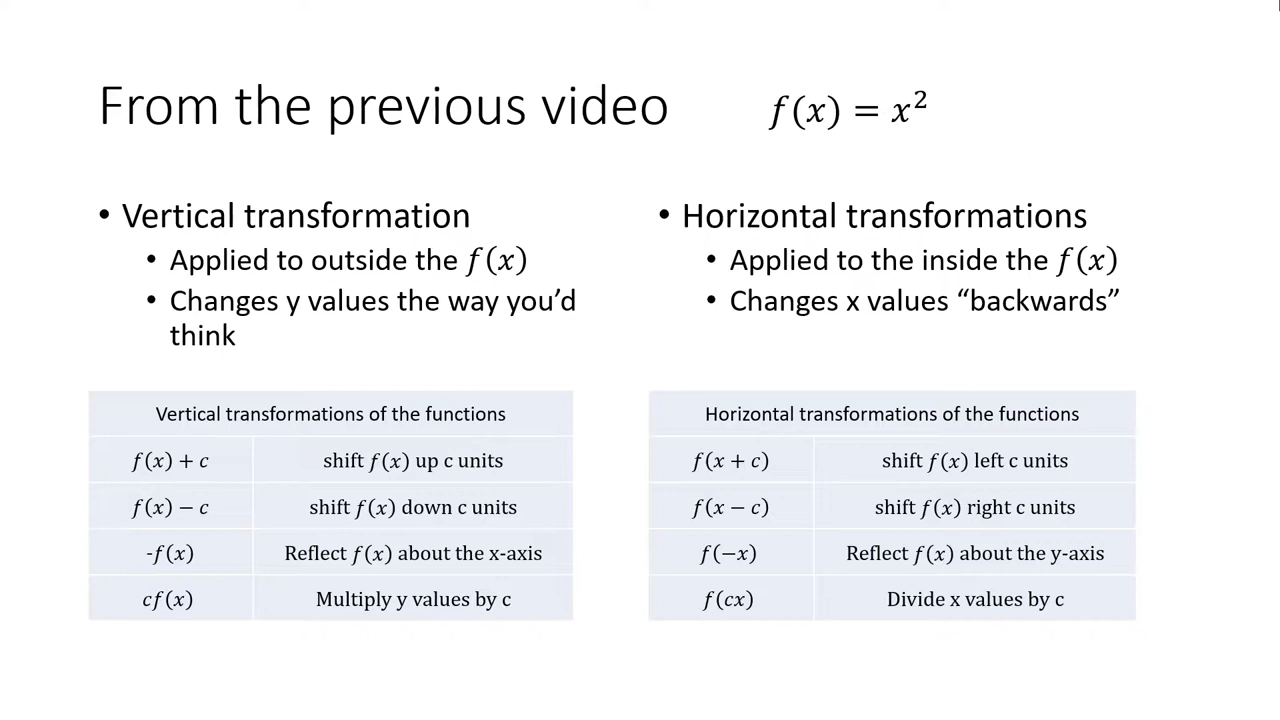 From the previous video
f(x) = x²
• Vertical transformation
• Applied to outside the f(x)
• Changes y values the way you’d
think
• Horizontal transformations
• Applied to the inside the f(x)
• Changes x values “backwards”
Vertical transformations of the functions
f(x) + c shift f(x) up c units
f(x) − c shift f(x) down c units
-f(x) Reflect f(x) about the x-axis
cf(x) Multiply y values by c
Horizontal transformations of the functions
f(x + c) shift f(x) left c units
f(x − c) shift f(x) right c units
f(−x) Reflect f(x) about the y-axis
f(cx) Divide x values by c